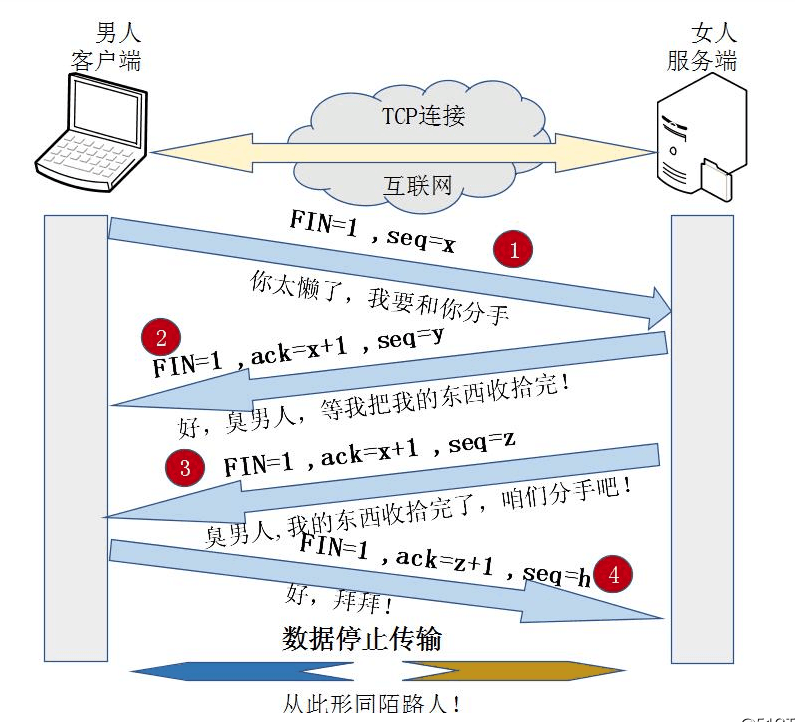 男人
客户端
女人
服务端
TCP连接
互联网
FIN=1 ,seq=x
1
你太懒了，我要和你分手
2
FIN=1 ,ack=x+1 ,seq=y
好，臭男人，等我把我的东西收拾完！
3
FIN=1 ,ack=x+1 ,seq=z
臭男人,我的东西收拾完了，咱们分手吧！
FIN=1 ,ack=z+1 ,seq=h
4
好，拜拜！
数据停止传输
从此形同陌路人！